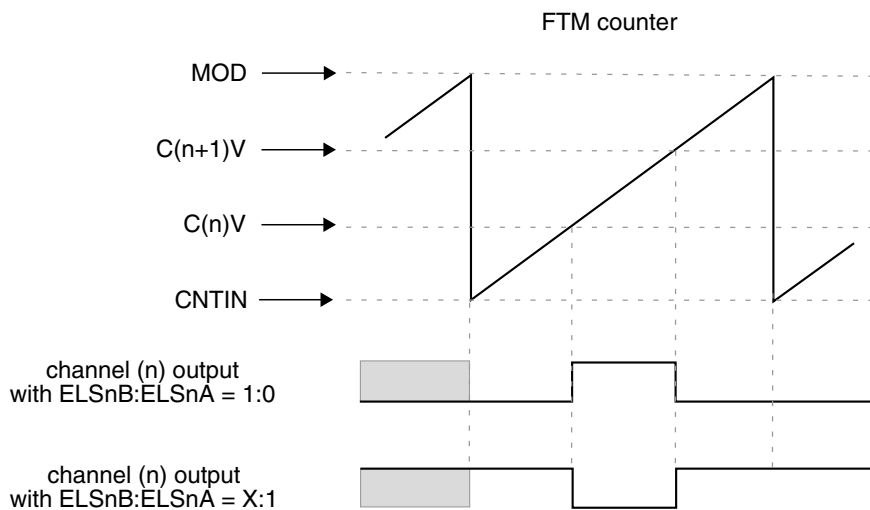 FTM counter
MOD
C(n+1)V
C(n)V
CNTIN
channel (n) output
with ELSnB:ELSnA = 1:0
channel (n) output
with ELSnB:ELSnA = X:1